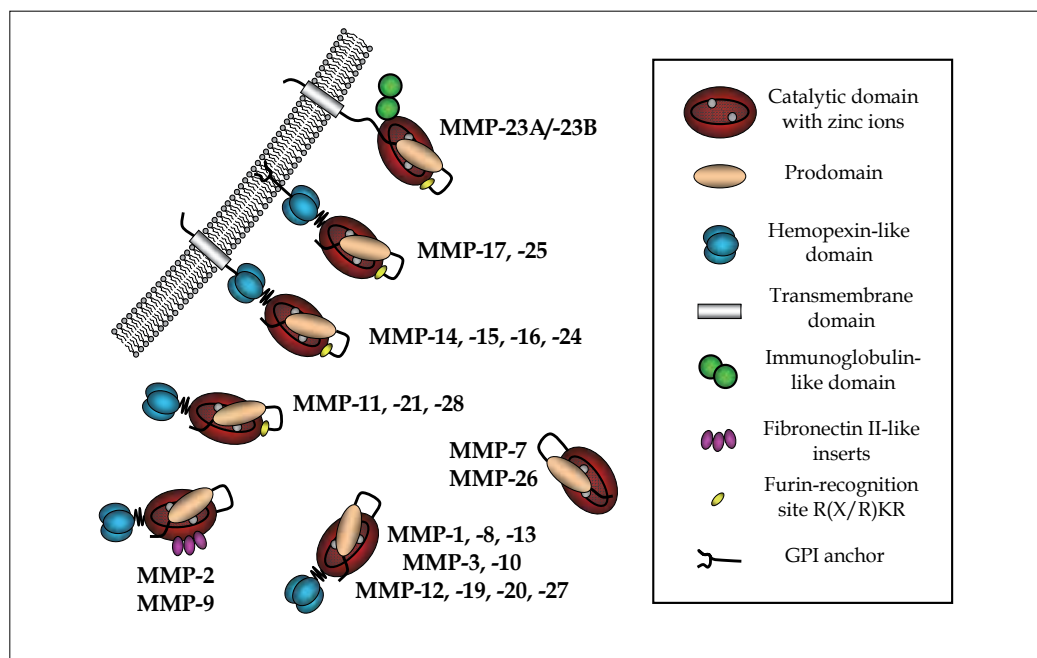 MMP-23A/-23B
MMP-17, -25
MMP-14, -15, -16, -24
MMP-11, -21, -28
MMP-7
MMP-26
MMP-2
MMP-9
MMP-1, -8, -13
MMP-3, -10
MMP-12, -19, -20, -27
Catalytic domain
with zinc ions
Prodomain
Hemopexin-like
domain
Transmembrane
domain
Immunoglobulin-
like domain
Fibronectin II-like
inserts
Furin-recognition
site R(X/R)KR
GPI anchor